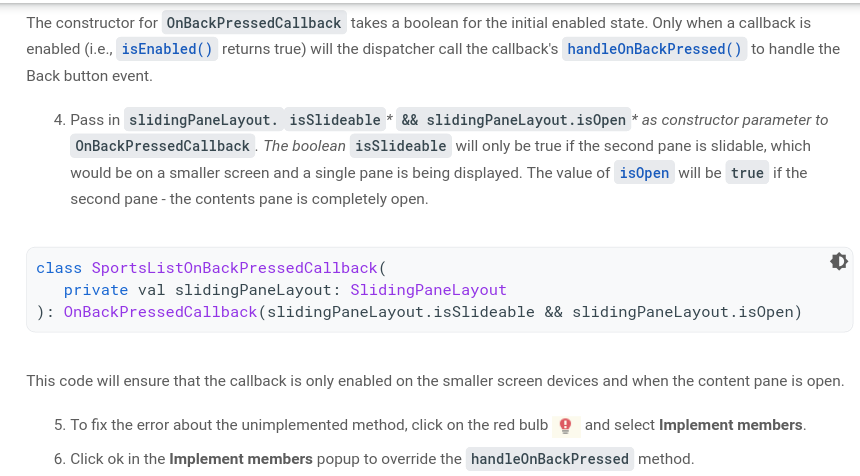 The constructor for OnBackPressedCallback takes a boolean for the initial enabled state. Only when a callback is
enabled (i.e., isEnabled() returns true) will the dispatcher call the callback's handleOnBackPressed() to handle the
Back button event.
4. Pass in slidingPaneLayout. isSlideable * && slidingPaneLayout.isOpen * as constructor parameter to
OnBackPressedCallback. The boolean isSlideable will only be true if the second pane is slidable, which
would be on a smaller screen and a single pane is being displayed. The value of isOpen will be true if the
second pane - the contents pane is completely open.
class SportsListOnBackPressedCallback(
private val slidingPaneLayout: SlidingPaneLayout
): OnBackPressedCallback(slidingPaneLayout.isSlideable && slidingPaneLayout.isOpen)
This code will ensure that the callback is only enabled on the smaller screen devices and when the content pane is open.
5. To fix the error about the unimplemented method, click on the red bulb and select Implement members.
6. Click ok in the Implement members popup to override the handleOnBackPressed method.